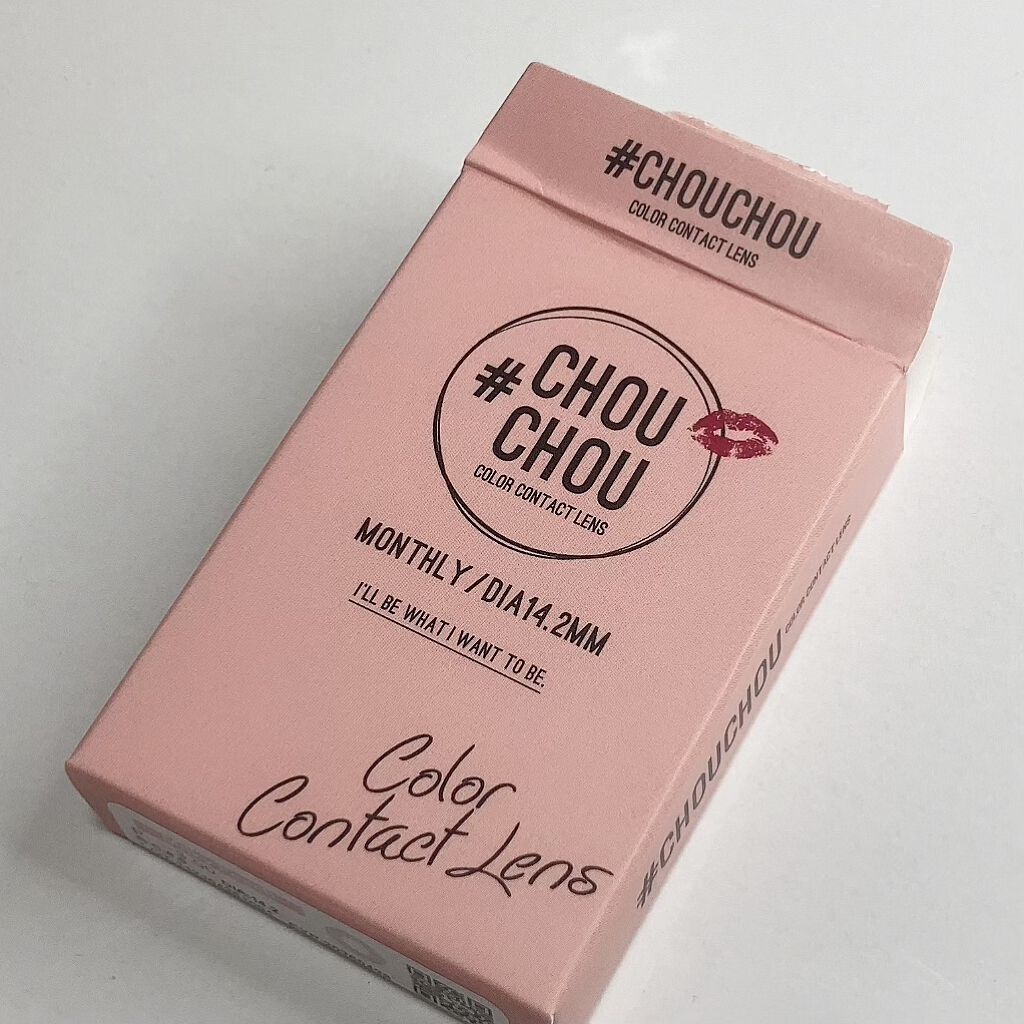 #CHOUCHOU
COLOR CONTACT LENS
#CHOU
CHOU
COLOR CONTACT LENS
MONTHLY/DIA14.2MM
I'LL BE WHAT I WANT TO BE.
Color
Contact Lens
#CHOUCHOU COLOR CONTACT LENS